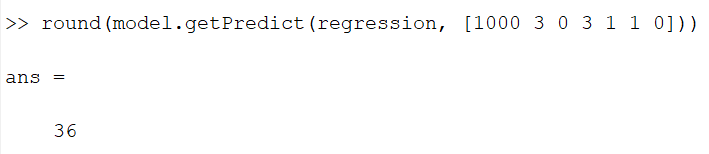 >> round(model.getPredict(regression, [1000 3 0 3 1 1 0]))
ans =
36